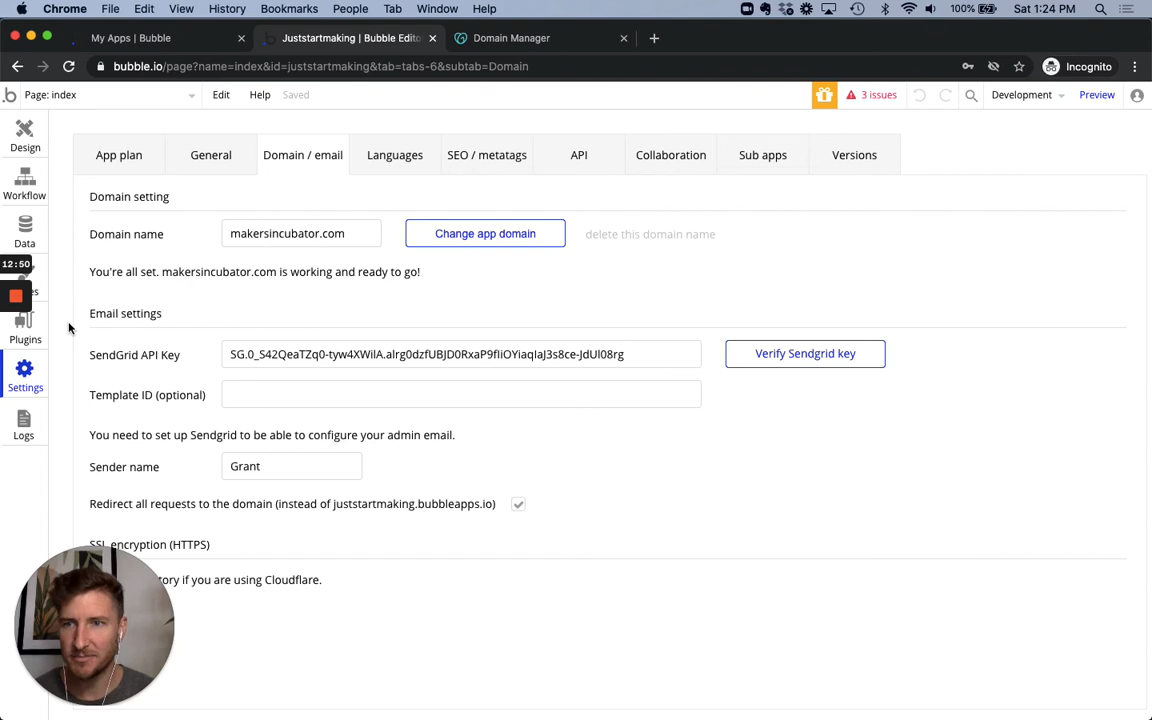 Chrome File Edit View History Bookmarks People Tab Window Help 100% Sat 1:24 PM
My Apps | Bubble Juststartmaking | Bubble Edito Domain Manager
bubble.io/page?name=index&id=juststartmaking&tab=tabs-6&subtab=Domain Incognito
Page: index Edit Help Saved 3 issues Development Preview
Design
Workflow
Data
12:50
es
Plugins
Settings
Logs
App plan General Domain / email Languages SEO / metatags API Collaboration Sub apps Versions
Domain setting
Domain name makersincubator.com Change app domain delete this domain name
You're all set. makersincubator.com is working and ready to go!
Email settings
SendGrid API Key Verify Sendgrid key
Template ID (optional)
You need to set up Sendgrid to be able to configure your admin email.
Sender name Grant
Redirect all requests to the domain (instead of juststartmaking.bubbleapps.io)
SSL encryption (HTTPS)
tory if you are using Cloudflare.